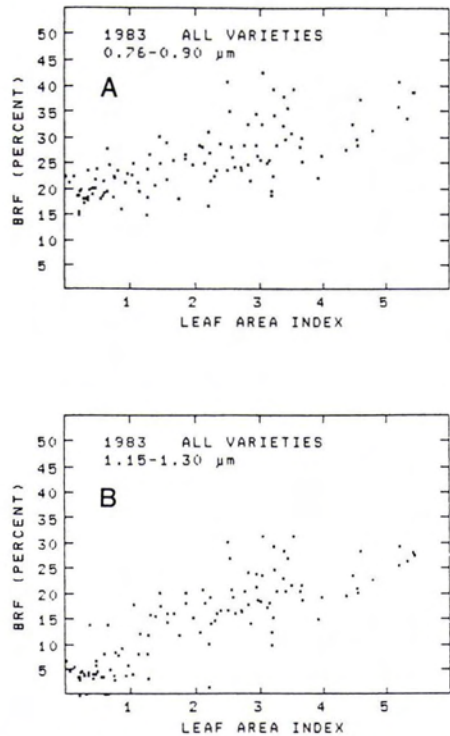 1983 ALL VARIETIES
0.76-0.90 μm
A
50
45
40
35
30
25
20
15
10
5
BRF (PERCENT)
1 2 3 4 5
LEAF AREA INDEX
1983 ALL VARIETIES
1.15-1.30 μm
B
50
45
40
35
30
25
20
15
10
5
BRF (PERCENT)
1 2 3 4 5
LEAF AREA INDEX